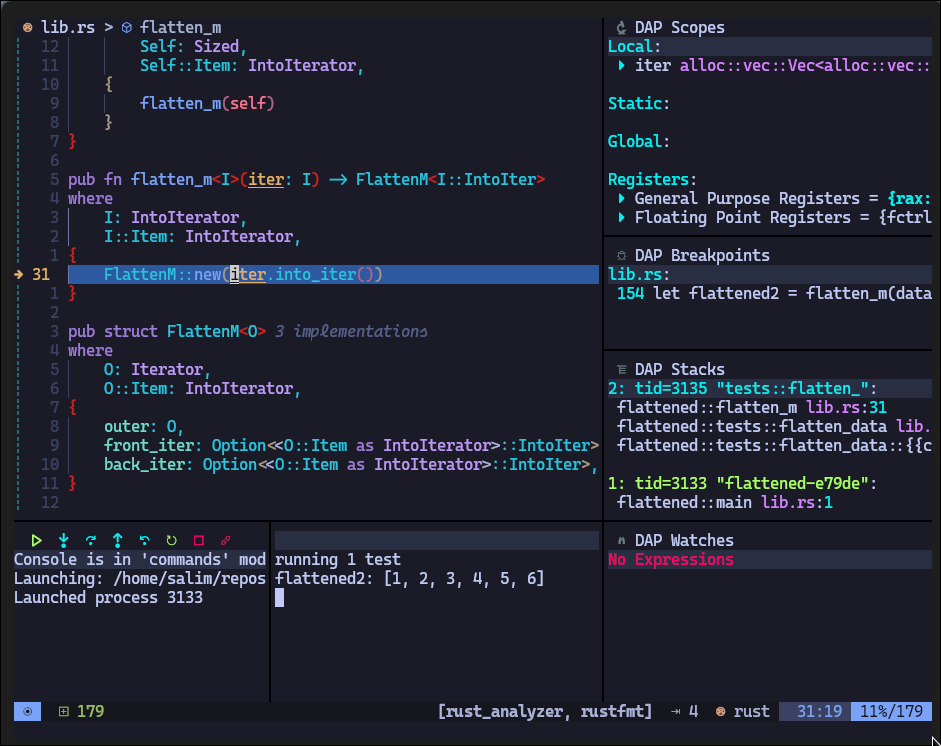 lib.rs > flatten_m
12 Self: Sized,
11 Self::Item: IntoIterator,
10 {
9 flatten_m(self)
8 }
7 }
6
5 pub fn flatten_m<I>(iter: I) -> FlattenM<I::IntoIter>
4 where
3 I: IntoIterator,
2 I::Item: IntoIterator,
1 {
31 FlattenM::new(iter.into_iter())
1 }
2
3 pub struct FlattenM<O> 3 implementations
4 where
5 O: Iterator,
6 O::Item: IntoIterator,
7 {
8 outer: O,
9 front_iter: Option<<O::Item as IntoIterator>::IntoIter>
10 back_iter: Option<<O::Item as IntoIterator>::IntoIter>,
11 }
12
DAP Scopes
Local:
iter alloc::vec::Vec<alloc::vec::
Static:
Global:
Registers:
General Purpose Registers = {rax:
Floating Point Registers = {fctrl
DAP Breakpoints
lib.rs:
154 let flattened2 = flatten_m(data
DAP Stacks
2: tid=3135 "tests::flatten_":
flattened::flatten_m lib.rs:31
flattened::tests::flatten_data lib.
flattened::tests::flatten_data::{{c
1: tid=3133 "flattened-e79de":
flattened::main lib.rs:1
DAP Watches
No Expressions
Console is in 'commands' mod
Launching: /home/salim/repos
Launched process 3133
running 1 test
flattened2: [1, 2, 3, 4, 5, 6]
179
[rust_analyzer, rustfmt] 4 rust 31:19 11%/179